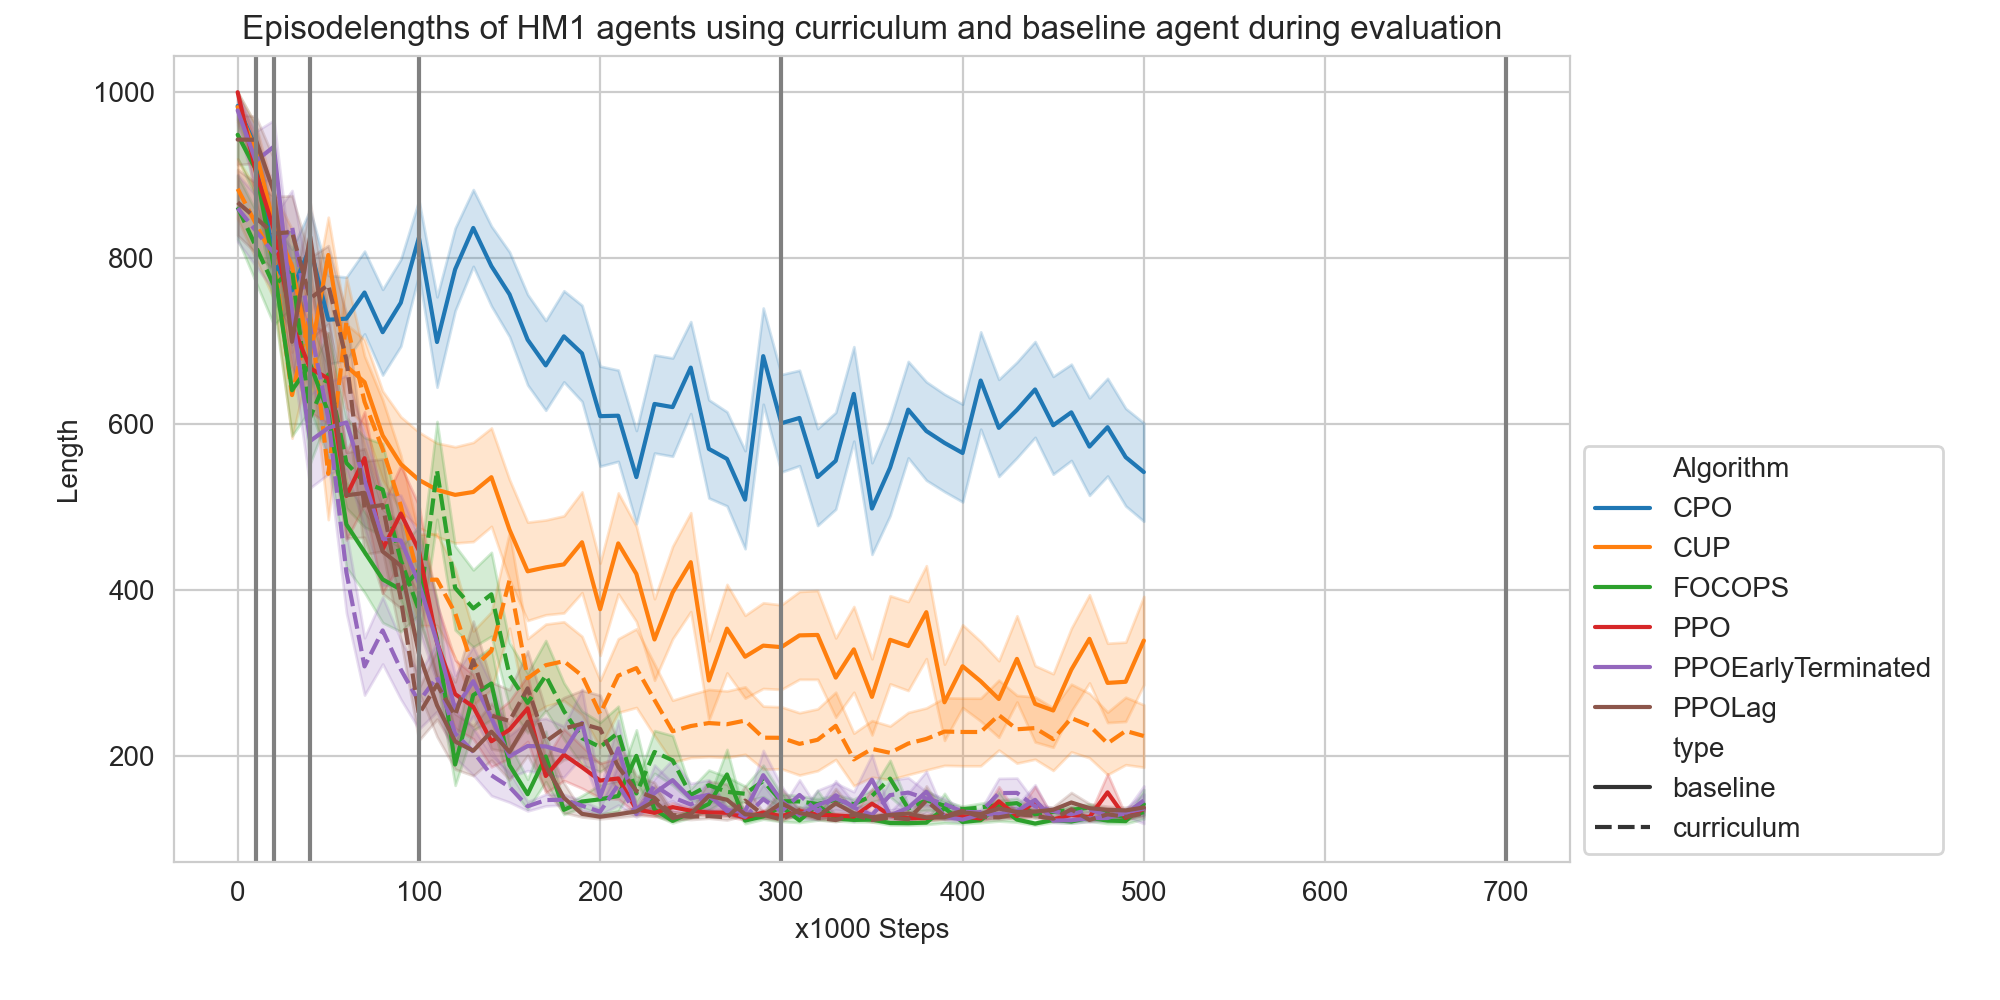 Episodelengths of HM1 agents using curriculum and baseline agent during evaluation
1000
800
600
400
200
Length
0
100
200
300
400
500
600
700
x1000 Steps
Algorithm
CPO
CUP
FOCOPS
PPO
PPOEarlyTerminated
PPOLag
type
baseline
curriculum